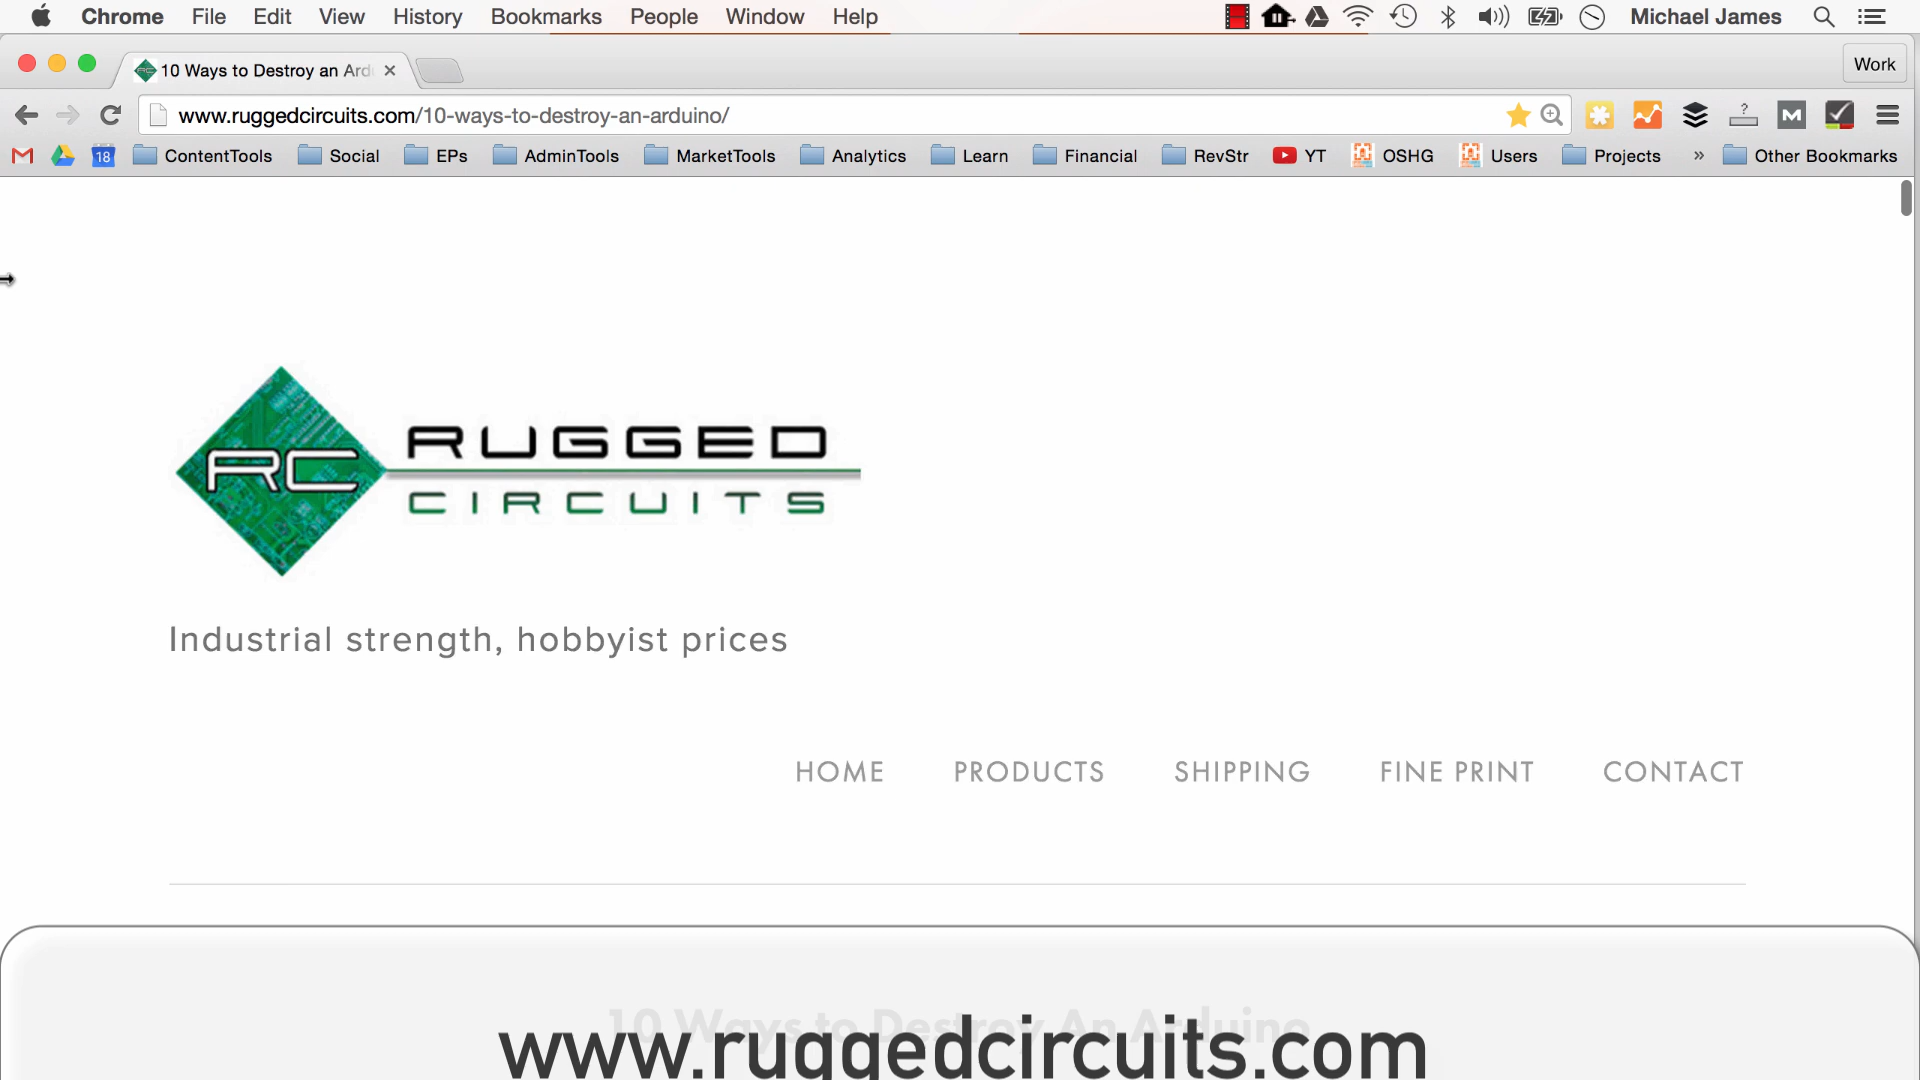 Chrome File Edit View History Bookmarks People Window Help Michael James
10 Ways to Destroy an Ard Work
www.ruggedcircuits.com/10-ways-to-destroy-an-arduino/ ? M
18 ContentTools Social EPs AdminTools MarketTools Analytics Learn Financial RevStr YT OSHG Users Projects » Other Bookmarks
RC RUGGED
CIRCUITS
Industrial strength, hobbyist prices
HOME PRODUCTS SHIPPING FINE PRINT CONTACT
10 Ways to Destroy An Arduino
www.ruggedcircuits.com